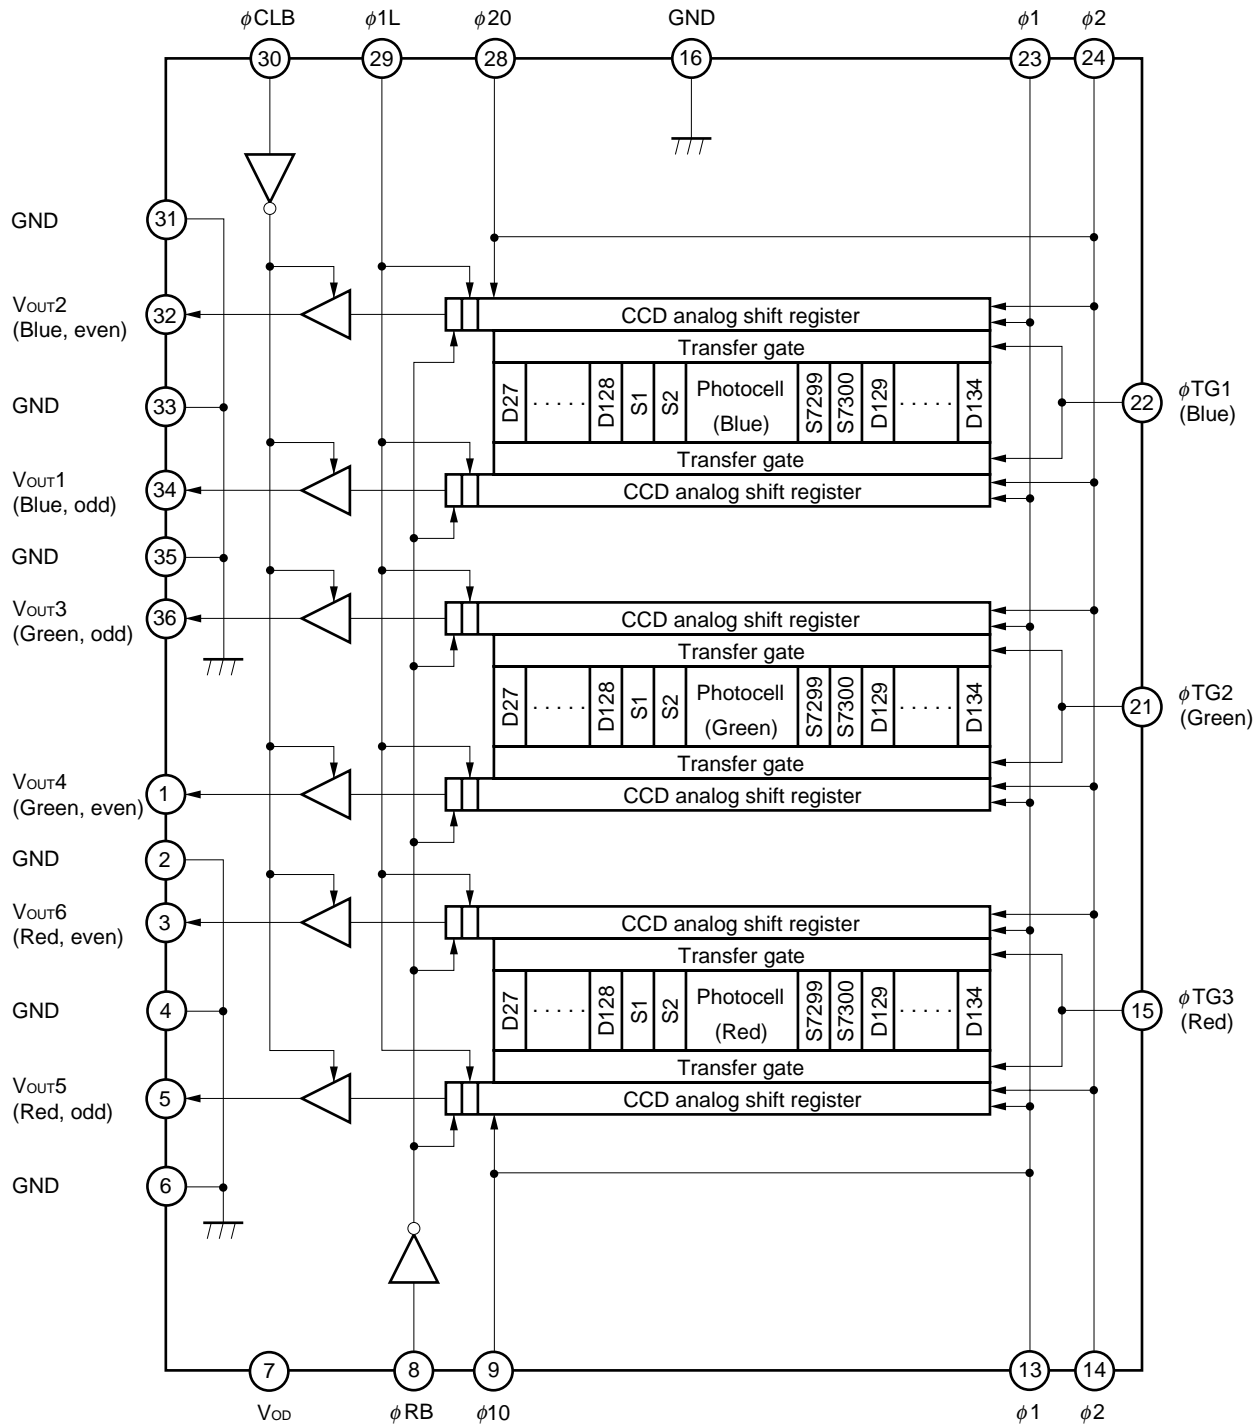 φCLB φ1L φ20 GND φ1 φ2
30 29 28 16 23 24
GND 31
VOUT2
(Blue, even) 32
CCD analog shift register
Transfer gate
D27 ..... D128 S1 S2 Photocell
(Blue) S7299 S7300 D129 ..... D134
GND 33
22 φTG1
(Blue)
Transfer gate
VOUT1
(Blue, odd) 34
CCD analog shift register
GND 35
VOUT3
(Green, odd) 36
CCD analog shift register
Transfer gate
D27 ..... D128 S1 S2 Photocell
(Green) S7299 S7300 D129 ..... D134
21 φTG2
(Green)
Transfer gate
VOUT4
(Green, even) 1
CCD analog shift register
GND 2
VOUT6
(Red, even) 3
CCD analog shift register
Transfer gate
D27 ..... D128 S1 S2 Photocell
(Red) S7299 S7300 D129 ..... D134
GND 4
15 φTG3
(Red)
Transfer gate
VOUT5
(Red, odd) 5
CCD analog shift register
GND 6
7 8 9 13 14
VOD φRB φ10 φ1 φ2